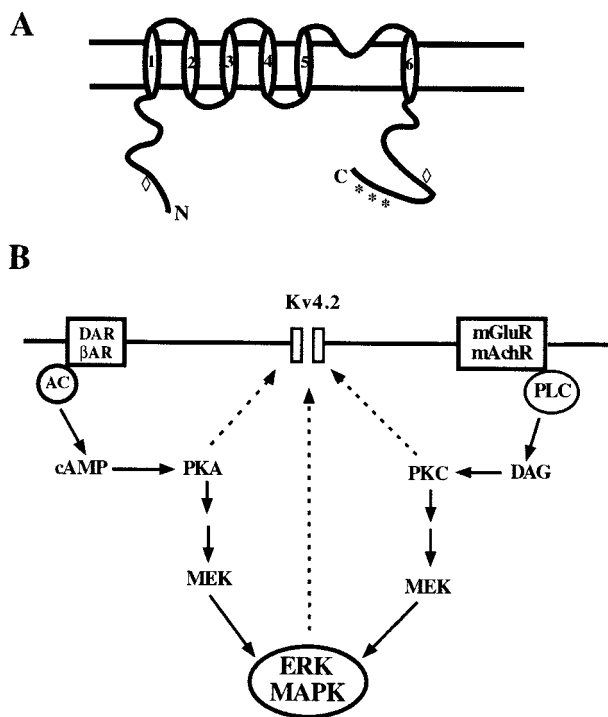 A
1 2 3 4 5 6
◊ ◊
C
* * *
N
B
Kv4.2
DAR
βAR
mGluR
mAchR
AC
PLC
cAMP
PKA
PKC
DAG
MEK
MEK
ERK
MAPK